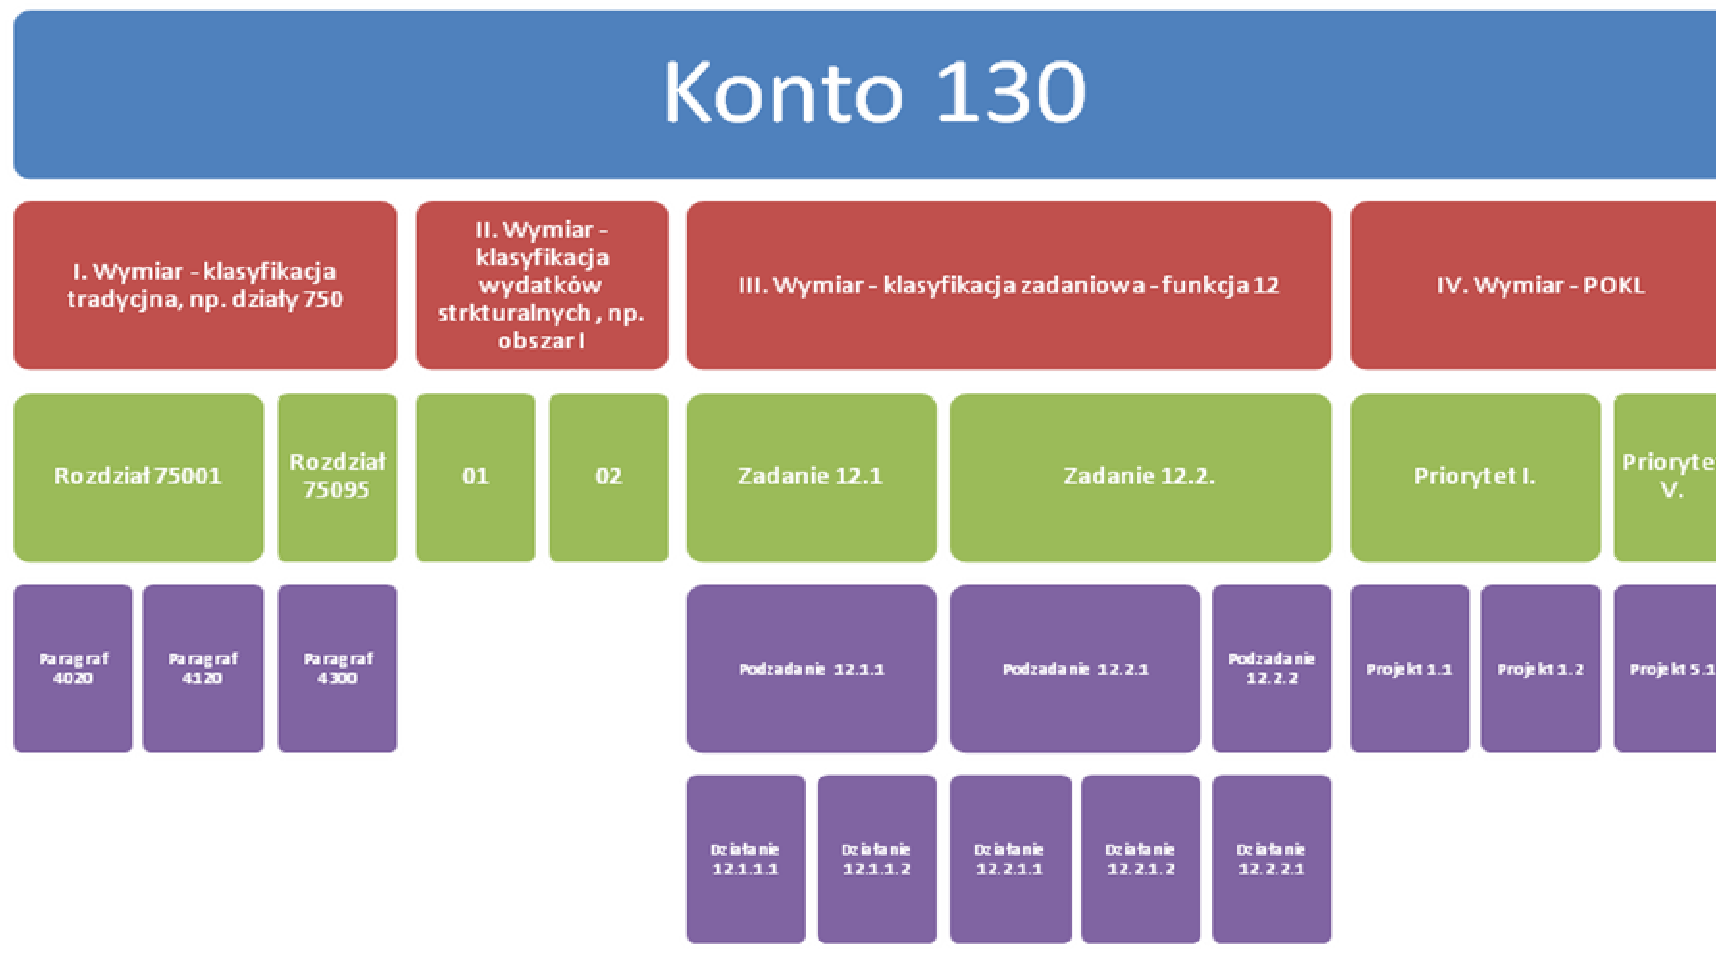 Konto 130
I. Wymiar - klasyfikacja
tradycjna, np. działy 750
II. Wymiar -
klasyfikacja
wydatków
strkturalnych , np.
obszar I
III. Wymiar - klasyfikacja zadaniowa - funkcja 12
IV. Wymiar - POKL
Rozdział 75001
Rozdział
75095
01
02
Zadanie 12.1
Zadanie 12.2.
Priorytet I.
Prioryte
V.
Paragraf
4020
Paragraf
4120
Paragraf
4300
Podzadanie 12.1.1
Podzadanie 12.2.1
Podzadanie
12.2.2
Projekt 1.1
Projekt 1.2
Projekt 5.1
Działanie
12.1.1.1
Działanie
12.1.1.2
Działanie
12.2.1.1
Działanie
12.2.1.2
Działanie
12.2.2.1